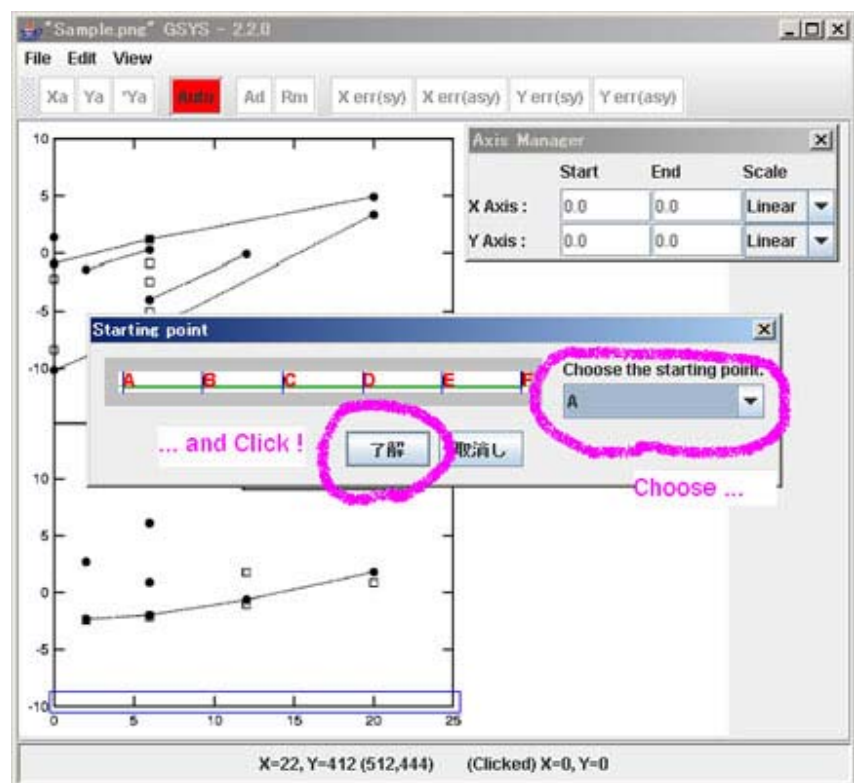 "Sample.png" GSYS - 2.2.0
File Edit View
Xa Ya "Ya Auto Ad Rm X err(sy) X err(asy) Y err(sy) Y err(asy)
Axis Manager
Start End Scale
X Axis : 0.0 0.0 Linear
Y Axis : 0.0 0.0 Linear
10
5
0
-5
-10
Starting point
A B C D E F
Choose the starting point.
A
... and Click !
了解 取消し
Choose ...
10
5
0
-5
-10
0 5 10 15 20 25
X=22, Y=412 (512,444) (Clicked) X=0, Y=0